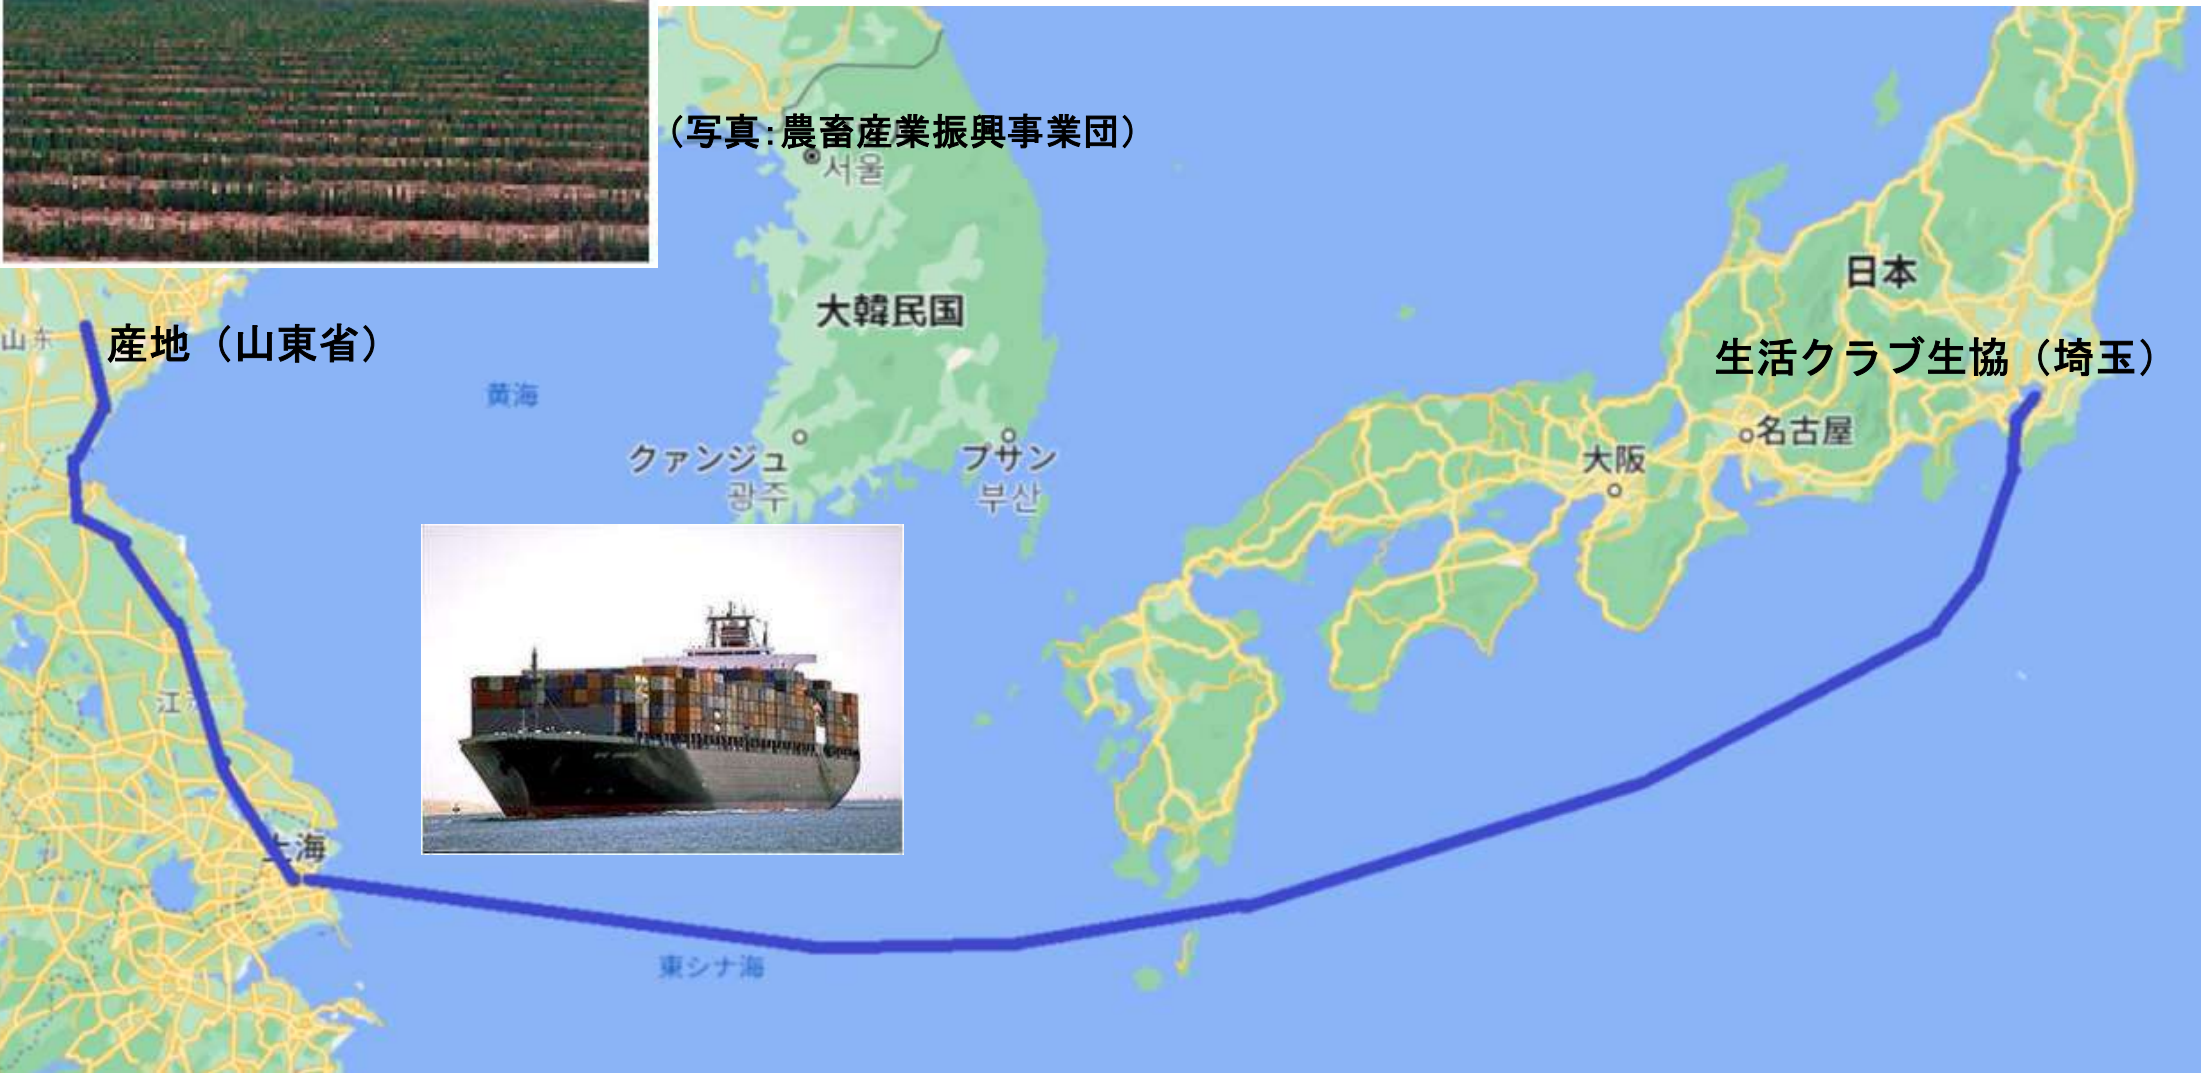 （写真：農畜産業振興事業団）
서울
大韓民国
日本
山东
産地（山東省）
生活クラブ生協（埼玉）
黄海
名古屋
クァンジュ
광주
プサン
부산
大阪
江
上海
東シナ海